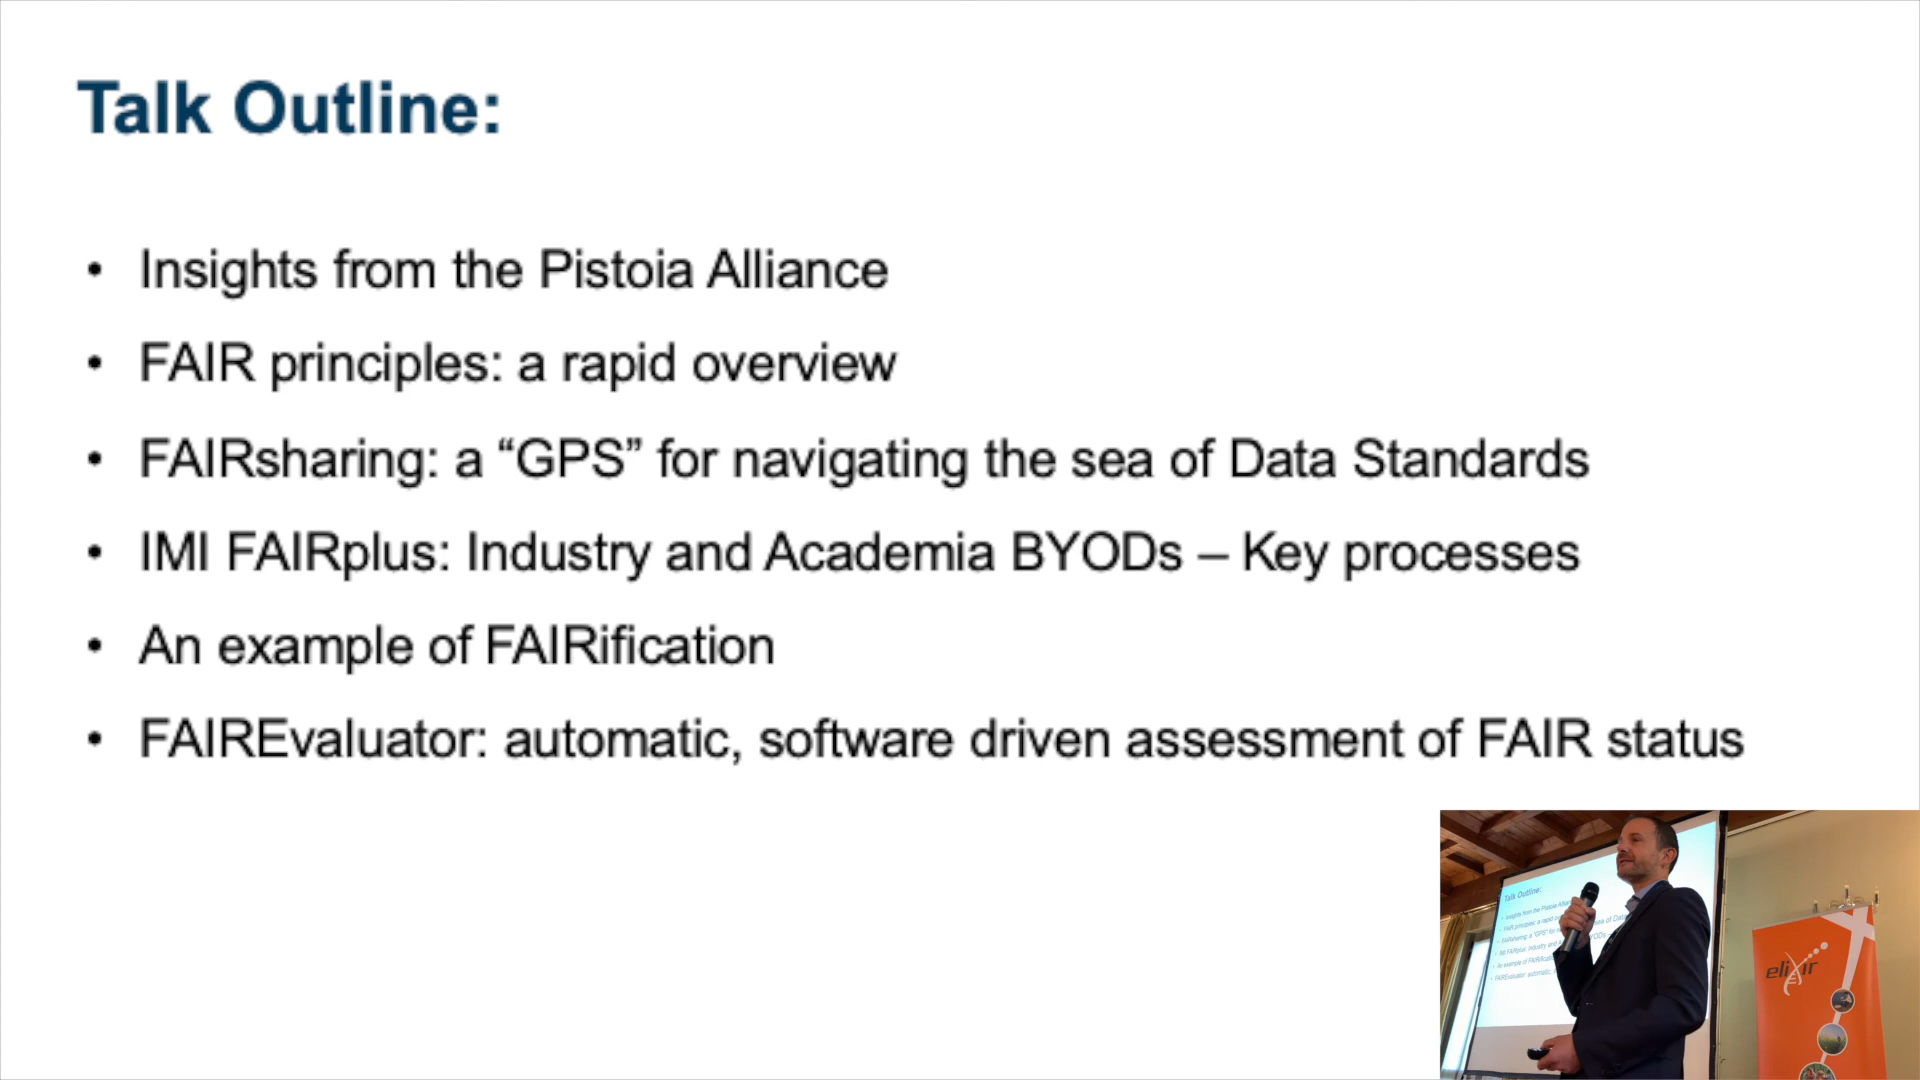 Talk Outline:
• Insights from the Pistoia Alliance
• FAIR principles: a rapid overview
• FAIRsharing: a “GPS” for navigating the sea of Data Standards
• IMI FAIRplus: Industry and Academia BYODs – Key processes
• An example of FAIRification
• FAIREvaluator: automatic, software driven assessment of FAIR status
Talk Outline:
elixir